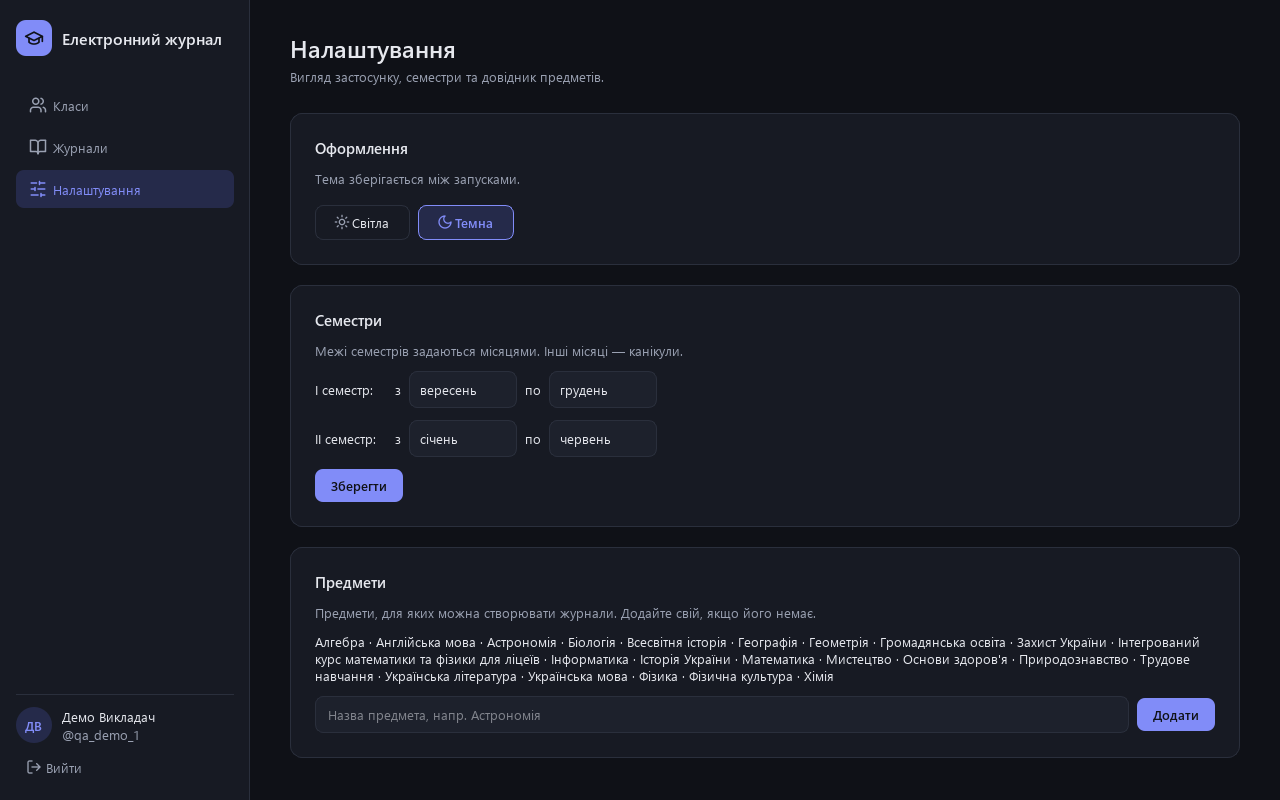 Електронний журнал
Класи
Журнали
Налаштування
Демо Викладач
ДВ
@qa_demo_1
Вийти
Налаштування
Вигляд застосунку, семестри та довідник предметів.
Оформлення
Тема зберігається між запусками.
Світла
Темна
Семестри
Межі семестрів задаються місяцями. Інші місяці — канікули.
I семестр: з вересень по грудень
II семестр: з січень по червень
Зберегти
Предмети
Предмети, для яких можна створювати журнали. Додайте свій, якщо його немає.
Алгебра · Англійська мова · Астрономія · Біологія · Всесвітня історія · Географія · Геометрія · Громадянська освіта · Захист України · Інтегрований
курс математики та фізики для ліцеїв · Інформатика · Історія України · Математика · Мистецтво · Основи здоров'я · Природознавство · Трудове
навчання · Українська література · Українська мова · Фізика · Фізична культура · Хімія
Назва предмета, напр. Астрономія
Додати